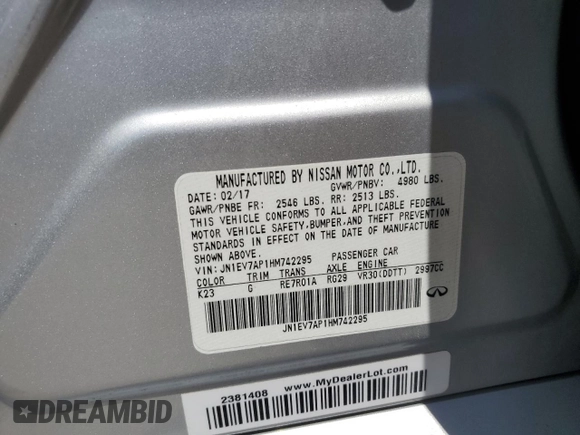 MANUFACTURED BY NISSAN MOTOR CO.,LTD.
DATE: 02/17 GVWR/PNBV: 4980 LBS.
GAWR/PNBE FR: 2546 LBS. RR: 2513 LBS.
THIS VEHICLE CONFORMS TO ALL APPLICABLE FEDERAL
MOTOR VEHICLE SAFETY,BUMPER,AND THEFT PREVENTION
STANDARDS IN EFFECT ON THE DATE OF MANUFACTURE
SHOWN ABOVE.
VIN: JN1EV7AP1HM742295 PASSENGER CAR
COLOR TRIM TRANS AXLE ENGINE
K23 G RE7R01A RG29 VR30(DDTT) 2997CC
JN1EV7AP1HM742295
2381408 www.MyDealerLot.com
DREAMBID